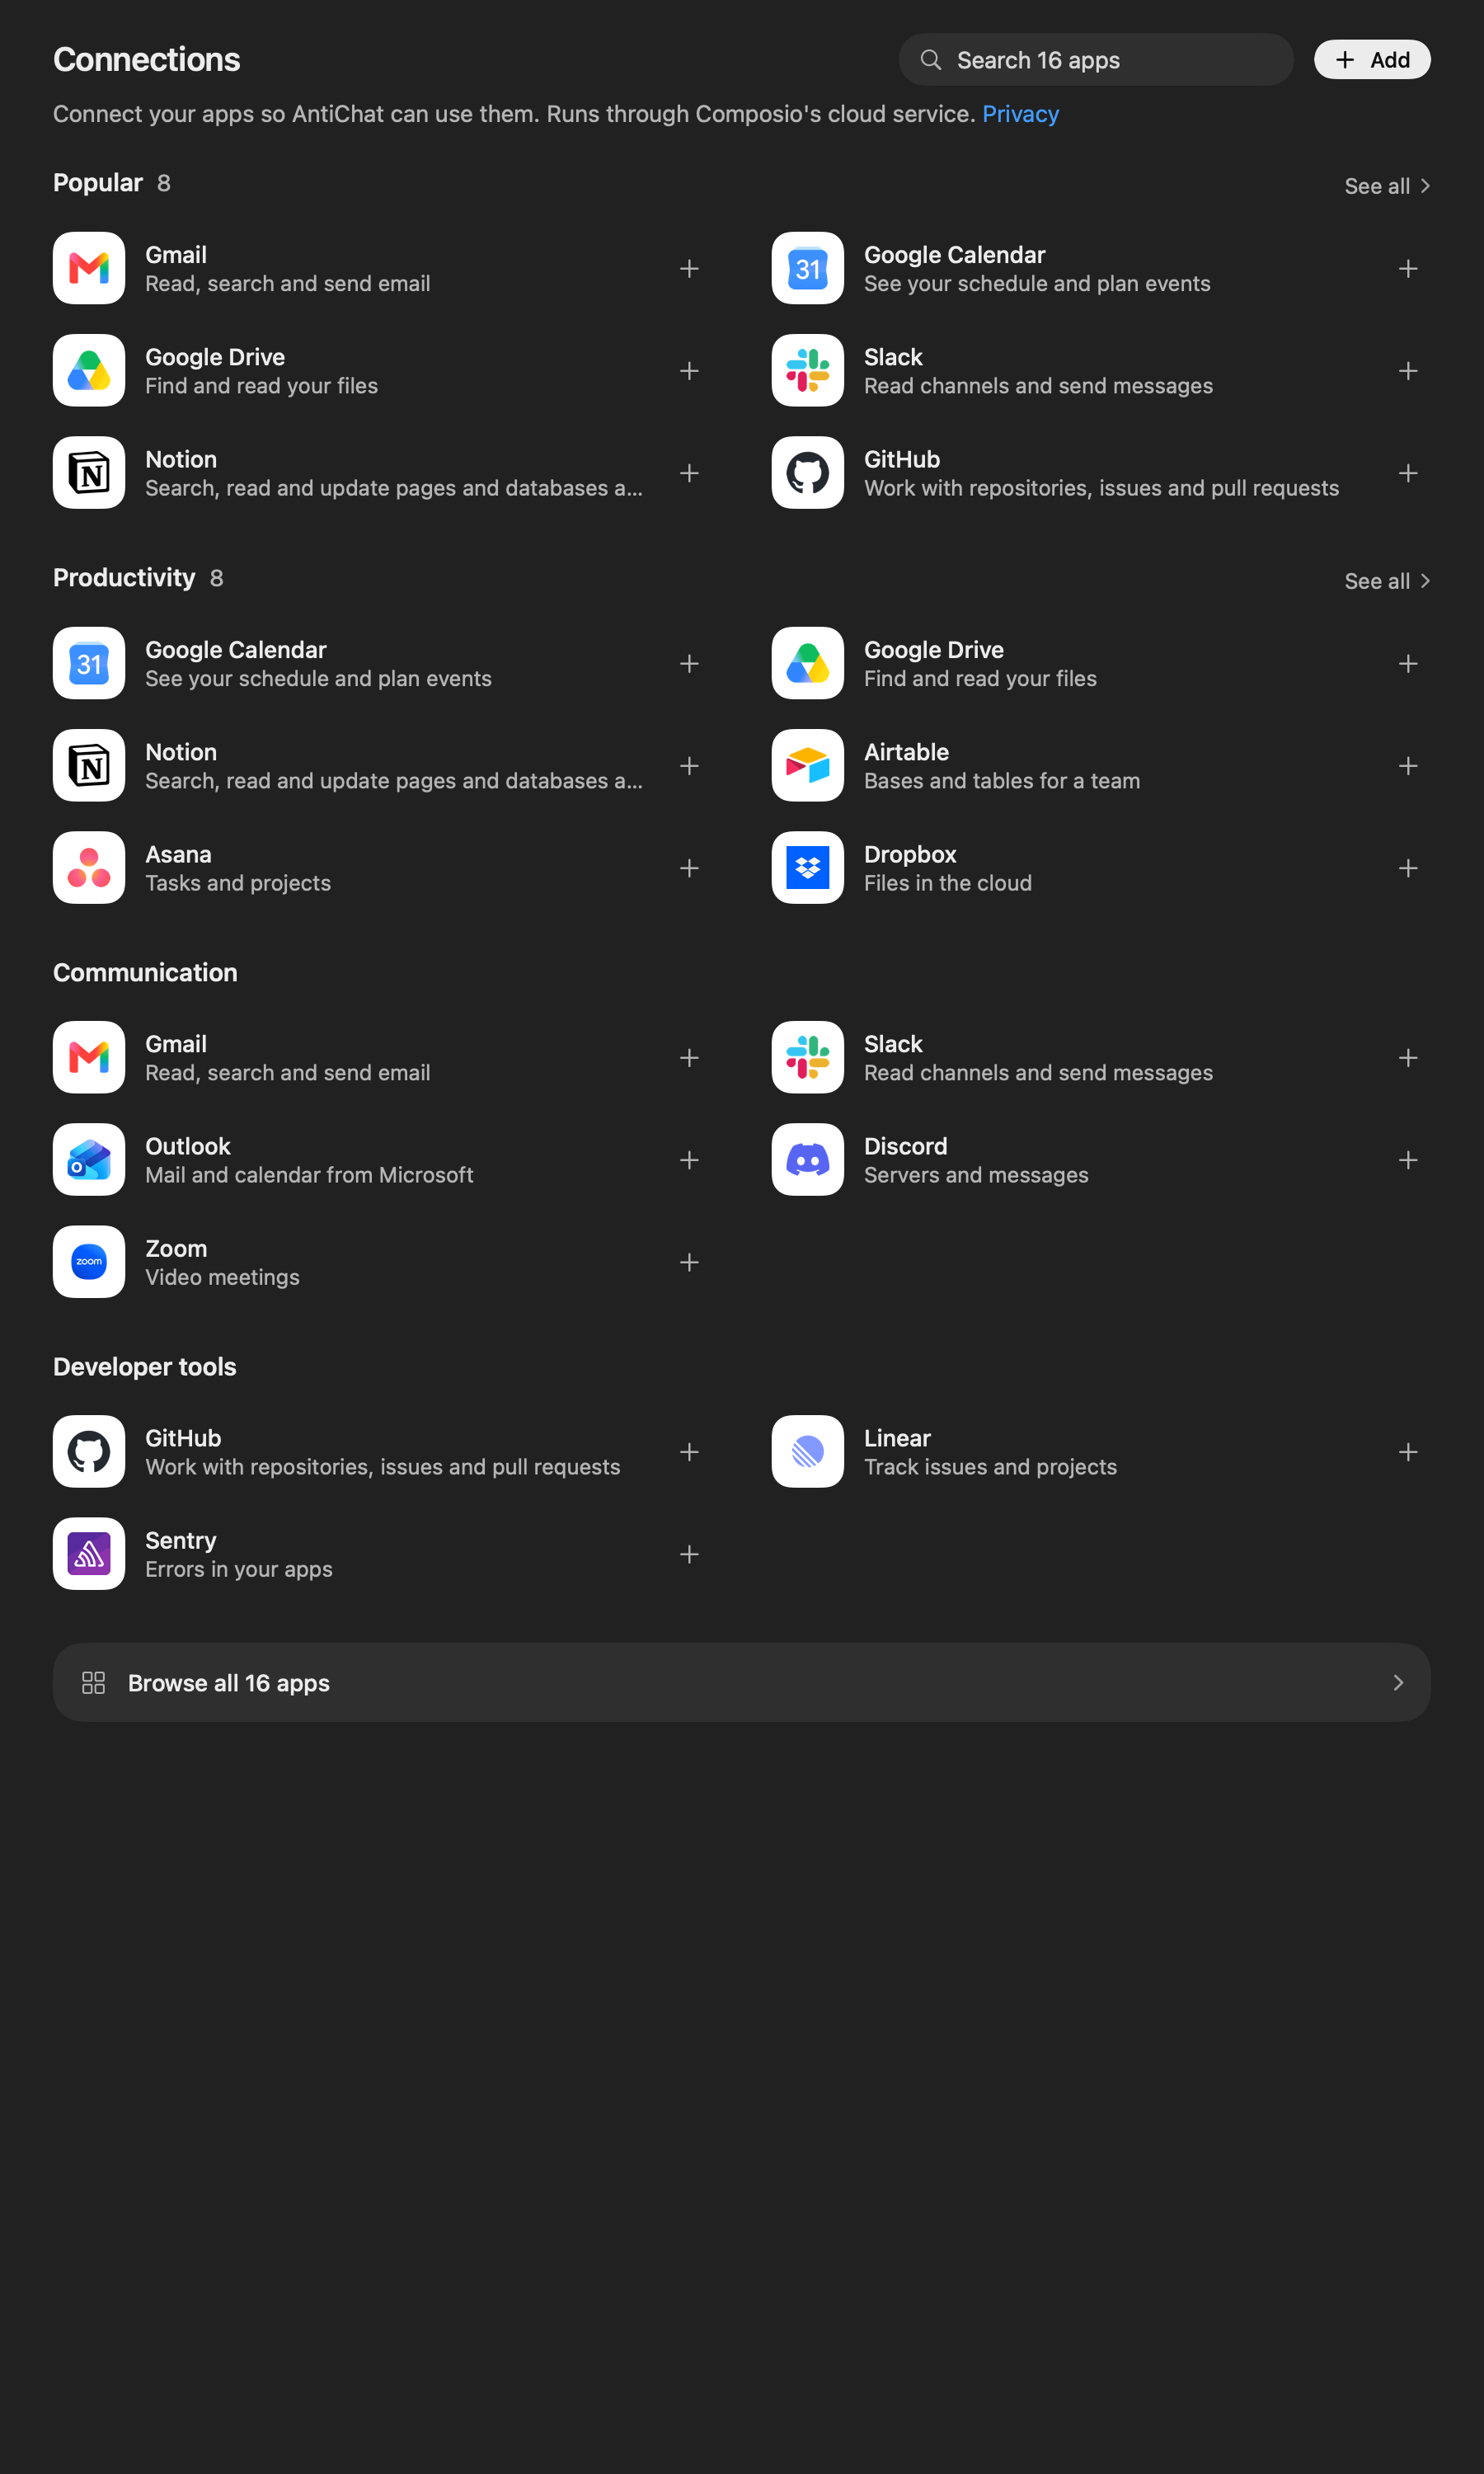 Connections
Search 16 apps
Add
Connect your apps so AntiChat can use them. Runs through Composio's cloud service. Privacy
Popular 8
See all
Gmail
Read, search and send email
31
Google Calendar
See your schedule and plan events
Google Drive
Find and read your files
Slack
Read channels and send messages
N
Notion
Search, read and update pages and databases a...
GitHub
Work with repositories, issues and pull requests
Productivity 8
See all
31
Google Calendar
See your schedule and plan events
Google Drive
Find and read your files
N
Notion
Search, read and update pages and databases a...
Airtable
Bases and tables for a team
Asana
Tasks and projects
Dropbox
Files in the cloud
Communication
Gmail
Read, search and send email
Slack
Read channels and send messages
O
Outlook
Mail and calendar from Microsoft
Discord
Servers and messages
zoom
Zoom
Video meetings
Developer tools
GitHub
Work with repositories, issues and pull requests
Linear
Track issues and projects
Sentry
Errors in your apps
Browse all 16 apps